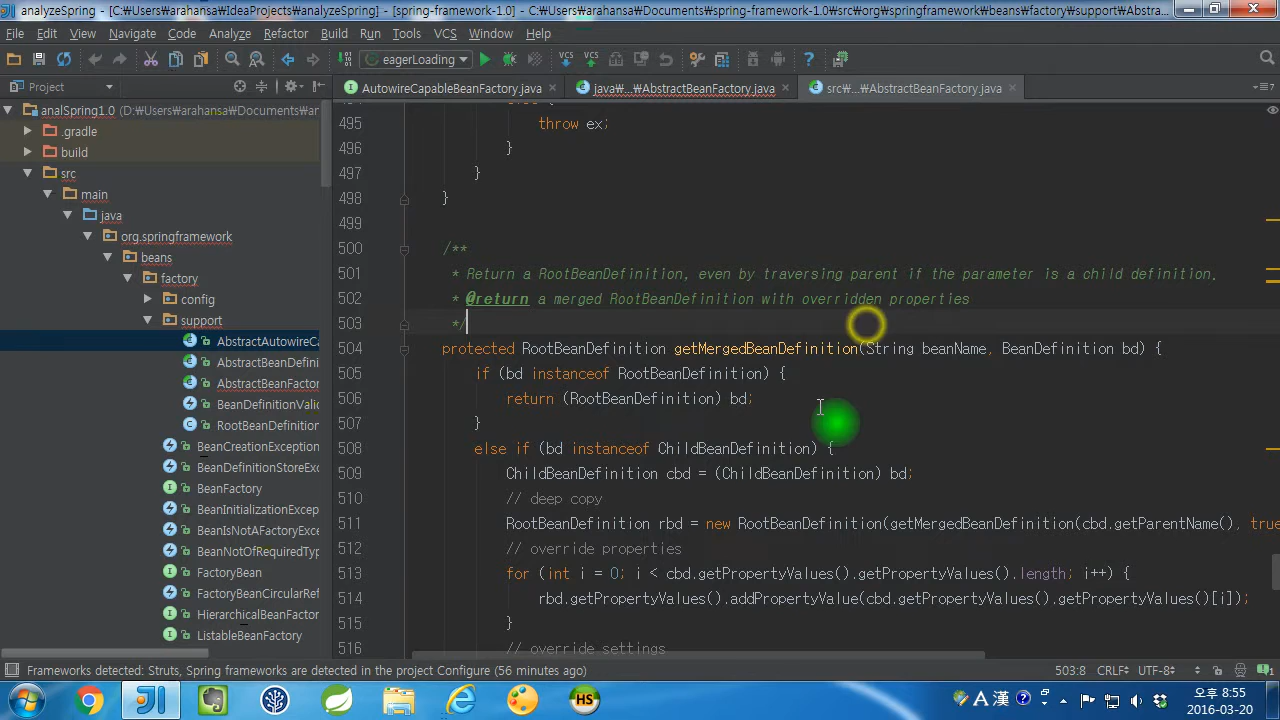 analyzeSpring - [C:₩Users₩arahansa₩IdeaProjects₩analyzeSpring] - [spring-framework-1.0] - C:₩Users₩arahansa₩Documents₩spring-framework-1.0₩src₩org₩springframework₩beans₩factory₩support₩Abstra...
File Edit View Navigate Code Analyze Refactor Build Run Tools VCS Window Help
eagerLoading
Project
AutowireCapableBeanFactory.java
java₩...₩AbstractBeanFactory.java
src₩...₩AbstractBeanFactory.java
analSpring1.0 (D:₩Users₩arahansa₩Documents₩ar
.gradle
build
src
main
java
org.springframework
beans
factory
config
support
AbstractAutowireCa
AbstractBeanDefini
AbstractBeanFactor
BeanDefinitionValid
RootBeanDefinition
BeanCreationException
BeanDefinitionStoreExc
BeanFactory
BeanInitializationExcep
BeanIsNotAFactoryExce
BeanNotOfRequiredTyp
FactoryBean
FactoryBeanCircularRef
HierarchicalBeanFactor
ListableBeanFactory
495 throw ex;
496 }
497 }
498 }
499
500 /**
501 * Return a RootBeanDefinition, even by traversing parent if the parameter is a child definition.
502 * @return a merged RootBeanDefinition with overridden properties
503 */
504 protected RootBeanDefinition getMergedBeanDefinition(String beanName, BeanDefinition bd) {
505 if (bd instanceof RootBeanDefinition) {
506 return (RootBeanDefinition) bd;
507 }
508 else if (bd instanceof ChildBeanDefinition) {
509 ChildBeanDefinition cbd = (ChildBeanDefinition) bd;
510 // deep copy
511 RootBeanDefinition rbd = new RootBeanDefinition(getMergedBeanDefinition(cbd.getParentName(), true
512 // override properties
513 for (int i = 0; i < cbd.getPropertyValues().getPropertyValues().length; i++) {
514 rbd.getPropertyValues().addPropertyValue(cbd.getPropertyValues().getPropertyValues()[i]);
515 }
516 // override settings
Frameworks detected: Struts, Spring frameworks are detected in the project Configure (56 minutes ago)
503:8 CRLF UTF-8
A 漢
오후 8:55
2016-03-20
HS